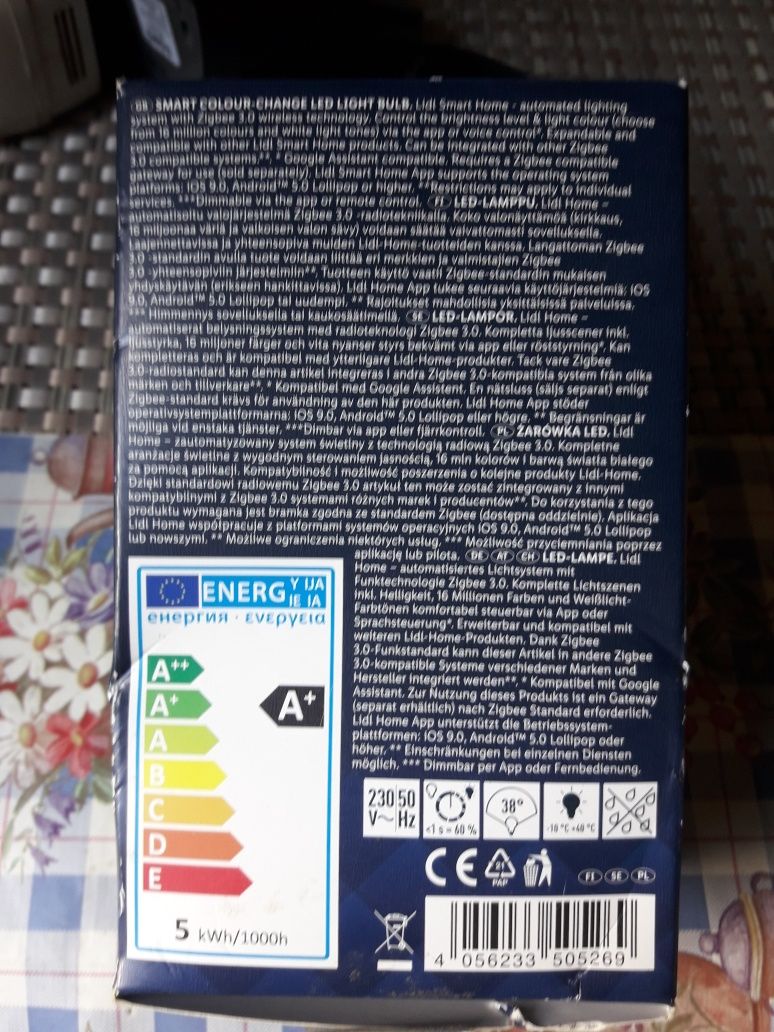 GB SMART COLOUR-CHANGE LED LIGHT BULB. Lidl Smart Home – automated lighting
system with Zigbee 3.0 wireless technology. Control the brightness level & light colour (choose
from 16 million colours and white light tones) via the app or voice control*. Expandable and
compatible with other Lidl Smart Home products. Can be integrated with other Zigbee
3.0 compatible systems**. * Google Assistant compatible. Requires a Zigbee compatible
gateway for use (sold separately). Lidl Smart Home App supports the operating system
platforms: iOS 9.0, Android™ 5.0 Lollipop or higher. **Restrictions may apply to individual
services. ***Dimmable via the app or remote control. FI LED-LAMPPU. Lidl Home –
automatisoitu valojärjestelmä Zigbee 3.0 -radiotekniikalla. Koko valonäyttämöä (kirkkaus,
16 miljoonaa väriä ja valkoisen valon sävy) voidaan säätää vaivattomasti sovelluksella.
Laajennettavissa ja yhteensopiva muiden Lidl-Home-tuotteiden kanssa. Langattoman Zigbee
3.0 -standardin avulla tuote voidaan liittää eri merkkien ja valmistajien Zigbee
3.0 -yhteensopiviin järjestelmiin**. Tuotteen käyttö vaatii Zigbee-standardin mukaisen
yhdyskäytävän (erikseen hankittavissa). Lidl Home App tukee seuraavia käyttöjärjestelmiä: iOS
9.0, Android™ 5.0 Lollipop tai uudempi. ** Rajoitukset mahdollisia yksittäisissä palveluissa.
*** Himmennys sovelluksella tai kaukosäätimellä. SE LED-LAMPOR. Lidl Home –
automatiserat belysningssystem med radioteknologi Zigbee 3.0. Kompletta ljusscener inkl.
ljusstyrka, 16 miljoner färger och vita nyanser styrs bekvämt via app eller röststyrning*. Kan
kompletteras och är kompatibel med ytterligare Lidl-Home-produkter. Tack vare Zigbee
3.0-radiostandard kan denna artikel integreras i andra Zigbee 3.0-kompatibla system från olika
märken och tillverkare**. * Kompatibel med Google Assistent. En nätsluss (säljs separat) enligt
Zigbee-standard krävs för användning av den här produkten. Lidl Home App stöder
operativsystemplattformarna: iOS 9.0, Android™ 5.0 Lollipop eller högre. ** Begränsningar är
möjliga vid enstaka tjänster. ***Dimbar via app eller fjärrkontroll. PL ŻARÓWKA LED. Lidl
Home – zautomatyzowany system świetlny z technologią radiową Zigbee 3.0. Kompletne
aranżacje świetlne z wygodnym sterowaniem jasnością, 16 mln kolorów i barwą światła białego
za pomocą aplikacji. Kompatybilność i możliwość poszerzenia o kolejne produkty Lidl-Home.
Dzięki standardowi radiowemu Zigbee 3.0 artykuł ten może zostać zintegrowany z innymi
kompatybilnymi z Zigbee 3.0 systemami różnych marek i producentów**. Do korzystania z tego
produktu wymagana jest bramka zgodna ze standardem Zigbee (dostępna oddzielnie). Aplikacja
Lidl Home współpracuje z platformami systemów operacyjnych iOS 9.0, Android™ 5.0 Lollipop
lub nowszymi. ** Możliwe ograniczenia niektórych usług. *** Możliwość przyciemniania poprzez
aplikację lub pilota. DE AT CH LED-LAMPE. Lidl
Home – automatisiertes Lichtsystem mit
Funktechnologie Zigbee 3.0. Komplette Lichtszenen
inkl. Helligkeit, 16 Millionen Farben und Weißlicht-
Farbtönen komfortabel steuerbar via App oder
Sprachsteuerung*. Erweiterbar und kompatibel mit
weiteren Lidl-Home-Produkten. Dank Zigbee
3.0-Funkstandard kann dieser Artikel in andere Zigbee
3.0-kompatible Systeme verschiedener Marken und
Hersteller integriert werden**. * Kompatibel mit Google
Assistant. Zur Nutzung dieses Produkts ist ein Gateway
(separat erhältlich) nach Zigbee Standard erforderlich.
Lidl Home App unterstützt die Betriebssystem-
plattformen: iOS 9.0, Android™ 5.0 Lollipop oder
höher. ** Einschränkungen bei einzelnen Diensten
möglich. *** Dimmbar per App oder Fernbedienung.
ENERG Y IJA
IE IA
енергия · ενεργεια
A++
A+
A+
A
B
C
D
E
5 kWh/1000h
230 V~
50 Hz
<1 s = 60 %
38°
-10 °C +40 °C
CE
21
PAP
FI SE PL
4 056233 505269